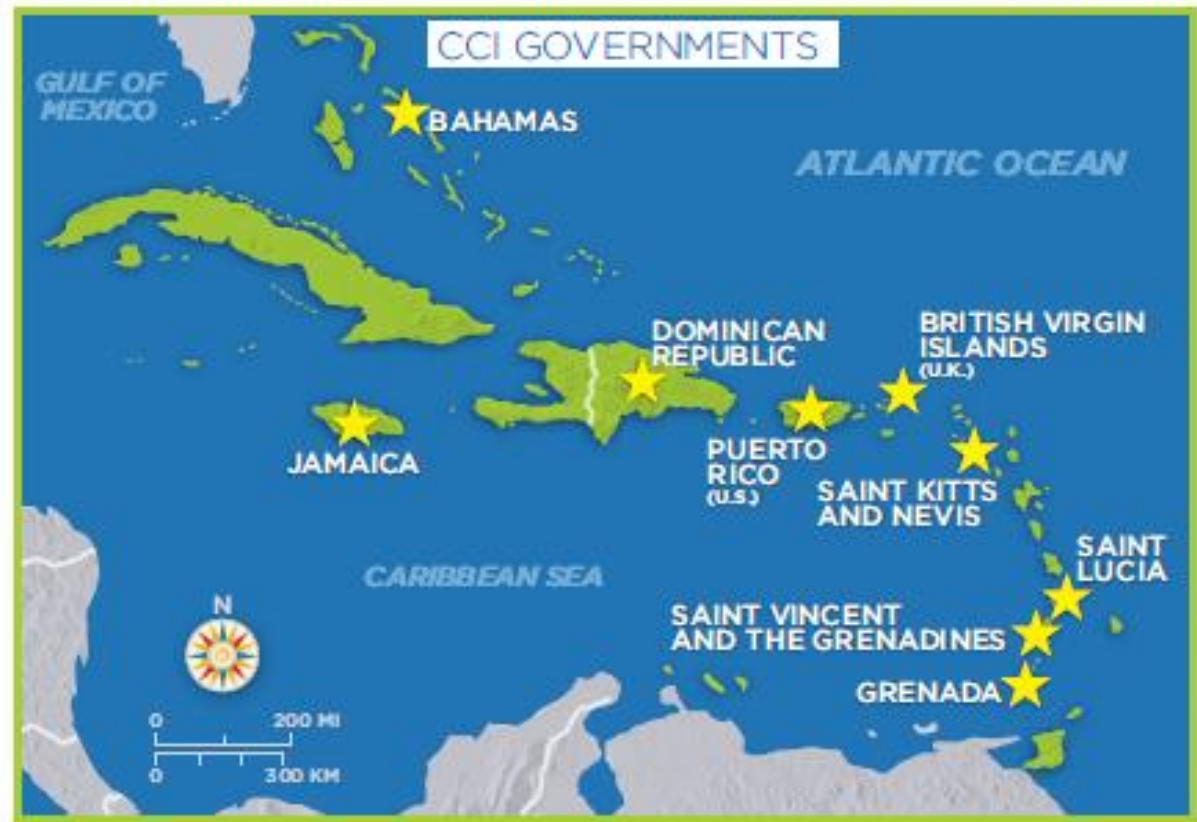 CCI GOVERNMENTS
GULF OF
MEXICO
BAHAMAS
ATLANTIC OCEAN
DOMINICAN
REPUBLIC
BRITISH VIRGIN
ISLANDS
(U.K.)
JAMAICA
PUERTO
RICO
(U.S.)
SAINT KITTS
AND NEVIS
CARIBBEAN SEA
SAINT
LUCIA
SAINT VINCENT
AND THE GRENADINES
GRENADA
N
0 200 MI
0 300 KM